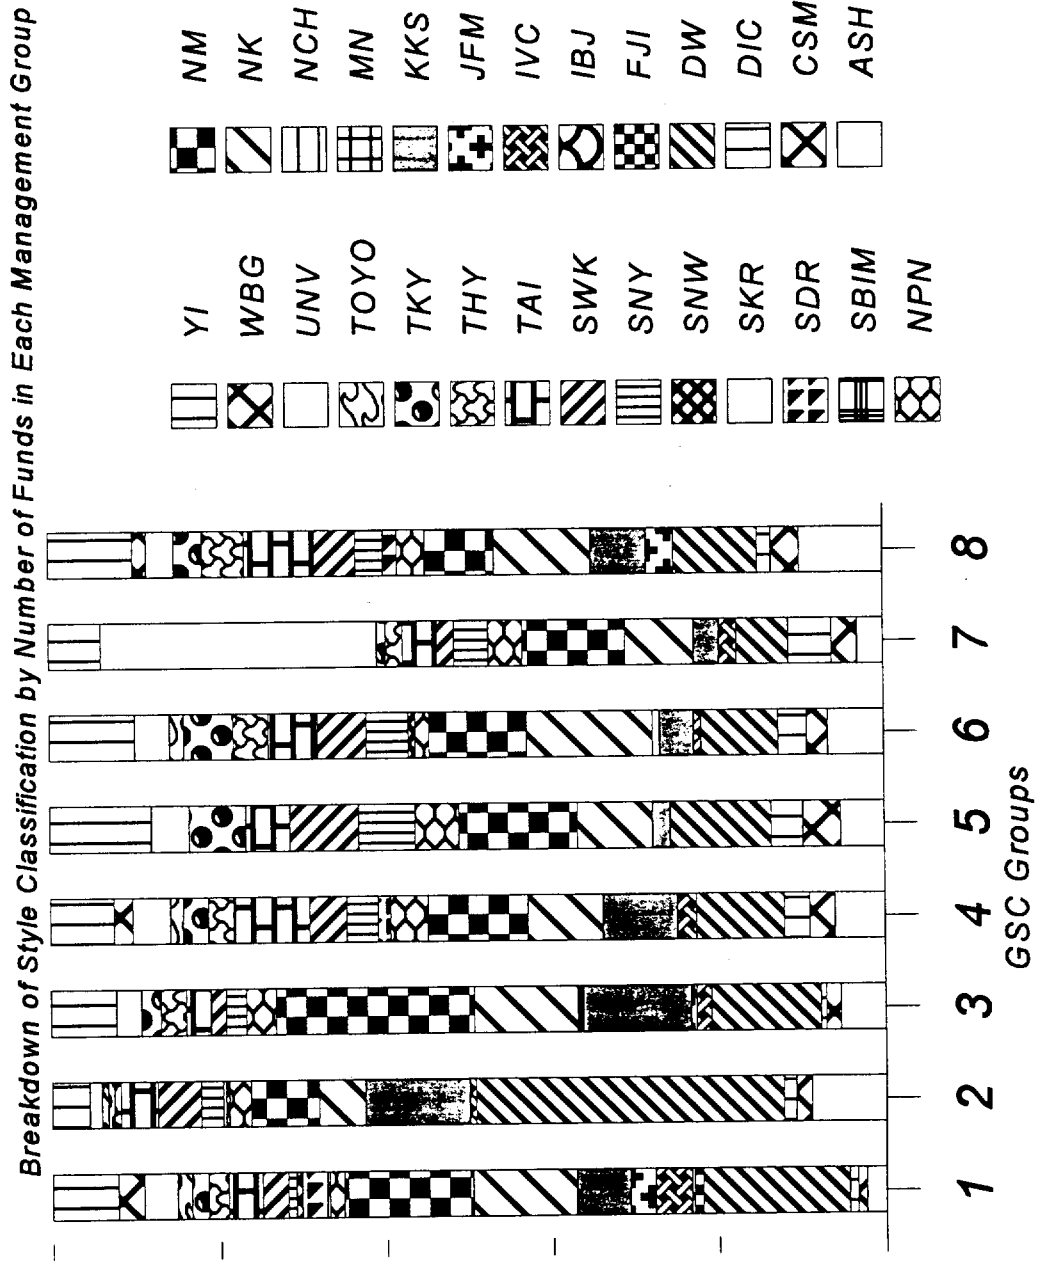 Breakdown of Style Classification by Number of Funds in Each Management Group
YI
WBG
UNV
TOYO
TKY
THY
TAI
SWK
SNY
SNW
SKR
SDR
SBIM
NPN
NM
NK
NCH
MN
KKS
JFM
IVC
IBJ
FJI
DW
DIC
CSM
ASH
1 2 3 4 5 6 7 8
GSC Groups